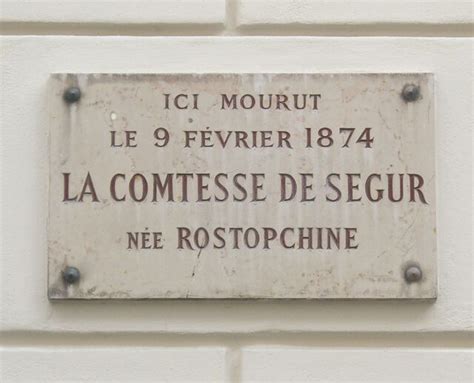 ICI MOURUT
LE 9 FÉVRIER 1874
LA COMTESSE DE SEGUR
NÉE ROSTOPCHINE